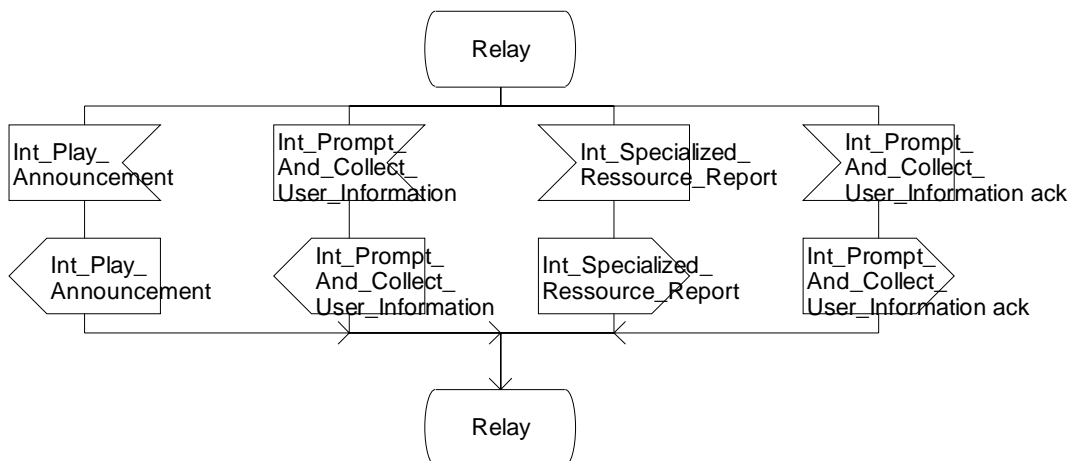 Relay
Int_Play_
Announcement
Int_Prompt_
And_Collect_
User_Information
Int_Specialized_
Ressource_Report
Int_Prompt_
And_Collect_
User_Information ack
Int_Play_
Announcement
Int_Prompt_
And_Collect_
User_Information
Int_Specialized_
Ressource_Report
Int_Prompt_
And_Collect_
User_Information ack
Relay